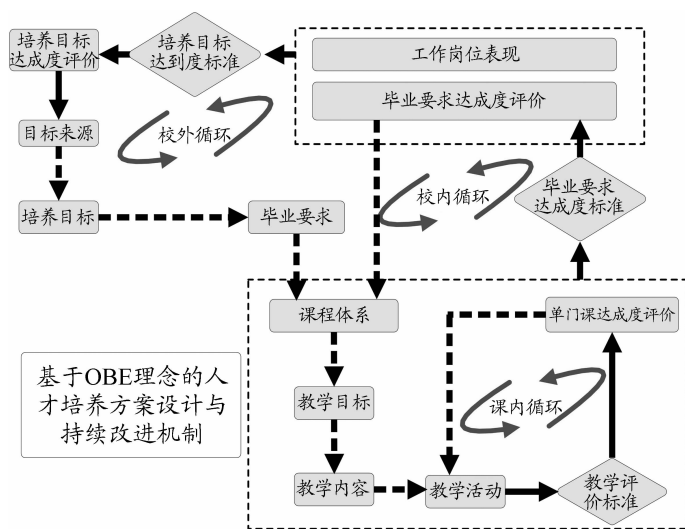 培养目标
达成度评价
培养目标
达到度标准
工作岗位表现
毕业要求达成度评价
目标来源
校外循环
校内循环
毕业要求
达成度标准
培养目标
毕业要求
课程体系
单门课达成度评价
基于OBE理念的人
才培养方案设计与
持续改进机制
教学目标
课内循环
教学内容
教学活动
教学评
价标准